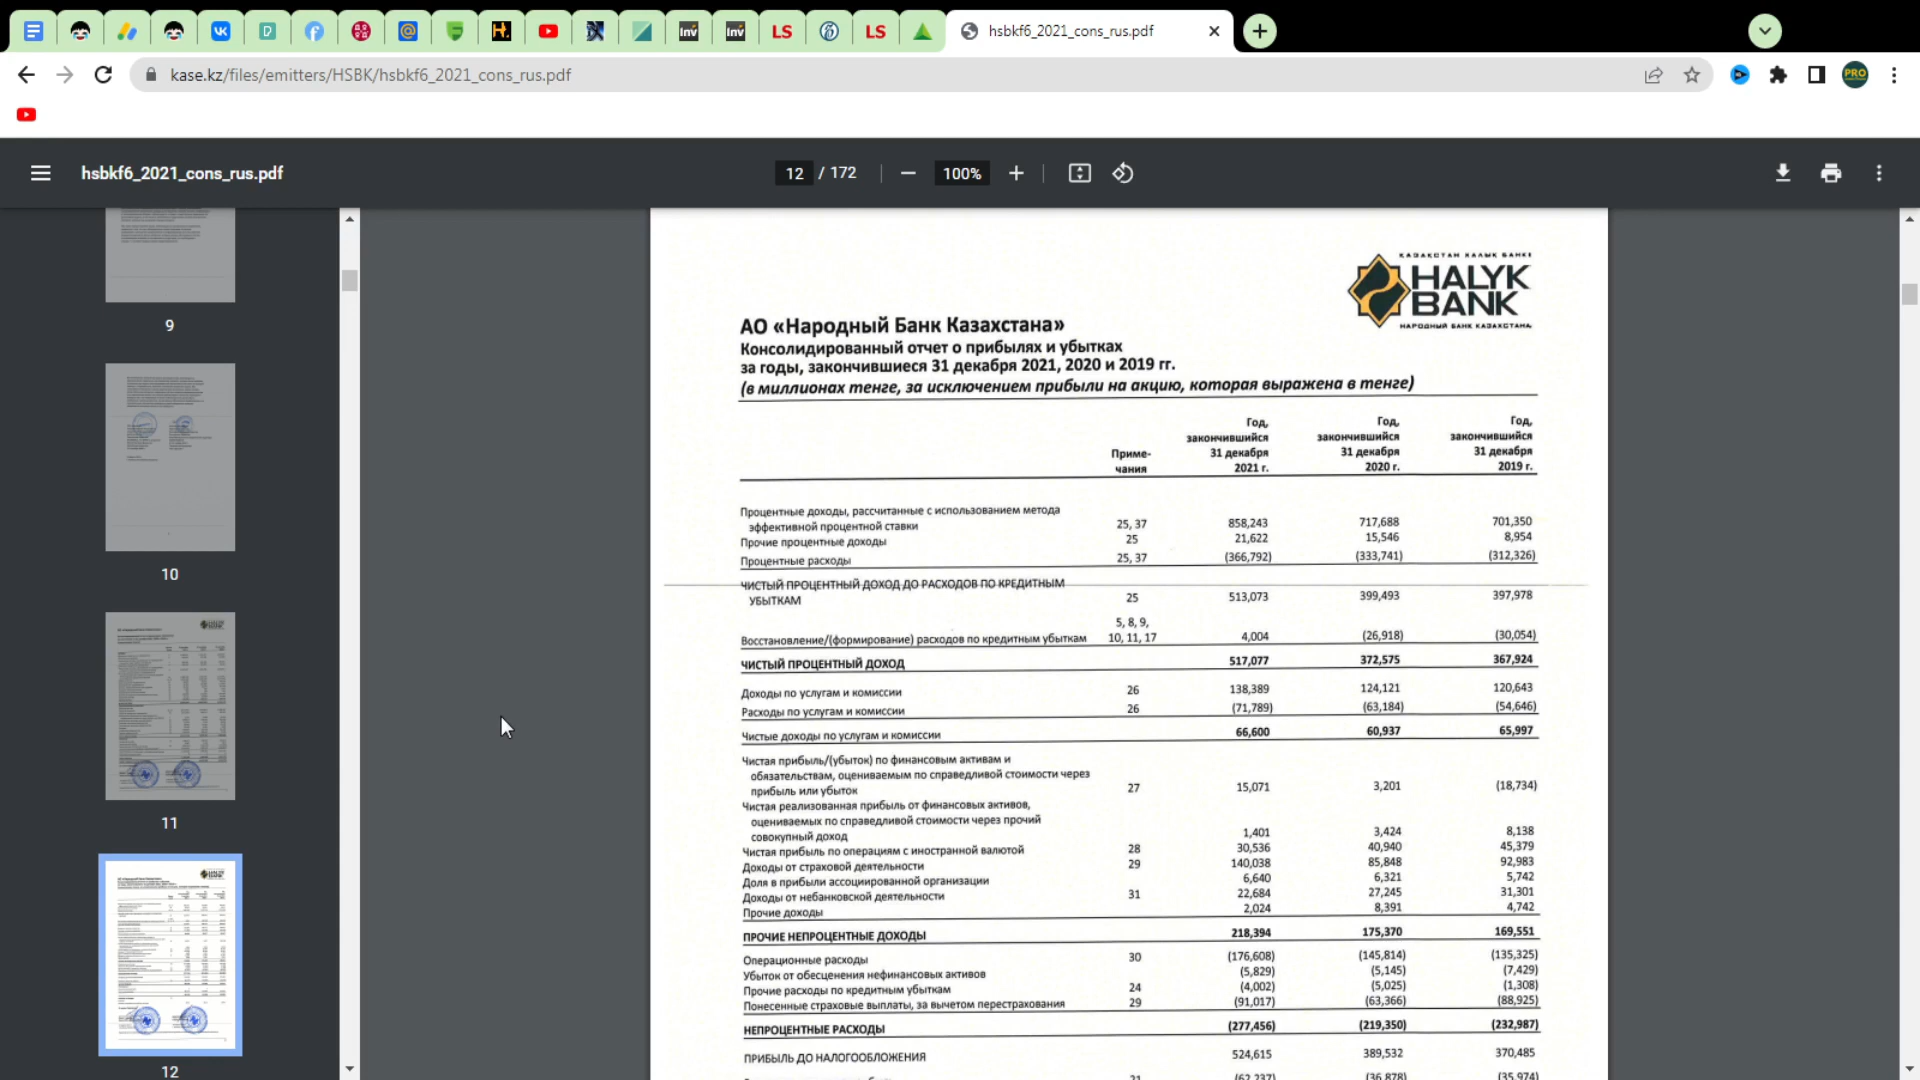 hsbkf6_2021_cons_rus.pdf
kase.kz/files/emitters/HSBK/hsbkf6_2021_cons_rus.pdf
hsbkf6_2021_cons_rus.pdf
12 / 172
100%
9
10
11
12
ҚАЗАҚСТАН ХАЛЫҚ БАНКІ
HALYK
BANK
НАРОДНЫЙ БАНК КАЗАХСТАНА
АО «Народный Банк Казахстана»
Консолидированный отчет о прибылях и убытках
за годы, закончившиеся 31 декабря 2021, 2020 и 2019 гг.
(в миллионах тенге, за исключением прибыли на акцию, которая выражена в тенге)
Приме-
чания
Год,
закончившийся
31 декабря
2021 г.
Год,
закончившийся
31 декабря
2020 г.
Год,
закончившийся
31 декабря
2019 г.
Процентные доходы, рассчитанные с использованием метода
эффективной процентной ставки 25, 37 858,243 717,688 701,350
Прочие процентные доходы 25 21,622 15,546 8,954
Процентные расходы 25, 37 (366,792) (333,741) (312,326)
ЧИСТЫЙ ПРОЦЕНТНЫЙ ДОХОД ДО РАСХОДОВ ПО КРЕДИТНЫМ
УБЫТКАМ 25 513,073 399,493 397,978
5, 8, 9,
Восстановление/(формирование) расходов по кредитным убыткам 10, 11, 17 4,004 (26,918) (30,054)
ЧИСТЫЙ ПРОЦЕНТНЫЙ ДОХОД 517,077 372,575 367,924
Доходы по услугам и комиссии 26 138,389 124,121 120,643
Расходы по услугам и комиссии 26 (71,789) (63,184) (54,646)
Чистые доходы по услугам и комиссии 66,600 60,937 65,997
Чистая прибыль/(убыток) по финансовым активам и
обязательствам, оцениваемым по справедливой стоимости через
прибыль или убыток 27 15,071 3,201 (18,734)
Чистая реализованная прибыль от финансовых активов,
оцениваемых по справедливой стоимости через прочий
совокупный доход 1,401 3,424 8,138
Чистая прибыль по операциям с иностранной валютой 28 30,536 40,940 45,379
Доходы от страховой деятельности 29 140,038 85,848 92,983
Доля в прибыли ассоциированной организации 6,640 6,321 5,742
Доходы от небанковской деятельности 31 22,684 27,245 31,301
Прочие доходы 2,024 8,391 4,742
ПРОЧИЕ НЕПРОЦЕНТНЫЕ ДОХОДЫ 218,394 175,370 169,551
Операционные расходы 30 (176,608) (145,814) (135,325)
Убыток от обесценения нефинансовых активов (5,829) (5,145) (7,429)
Прочие расходы по кредитным убыткам 24 (4,002) (5,025) (1,308)
Понесенные страховые выплаты, за вычетом перестрахования 29 (91,017) (63,366) (88,925)
НЕПРОЦЕНТНЫЕ РАСХОДЫ (277,456) (219,350) (232,987)
ПРИБЫЛЬ ДО НАЛОГООБЛОЖЕНИЯ 524,615 389,532 370,485
21 (62,237) (36,878) (35,974)